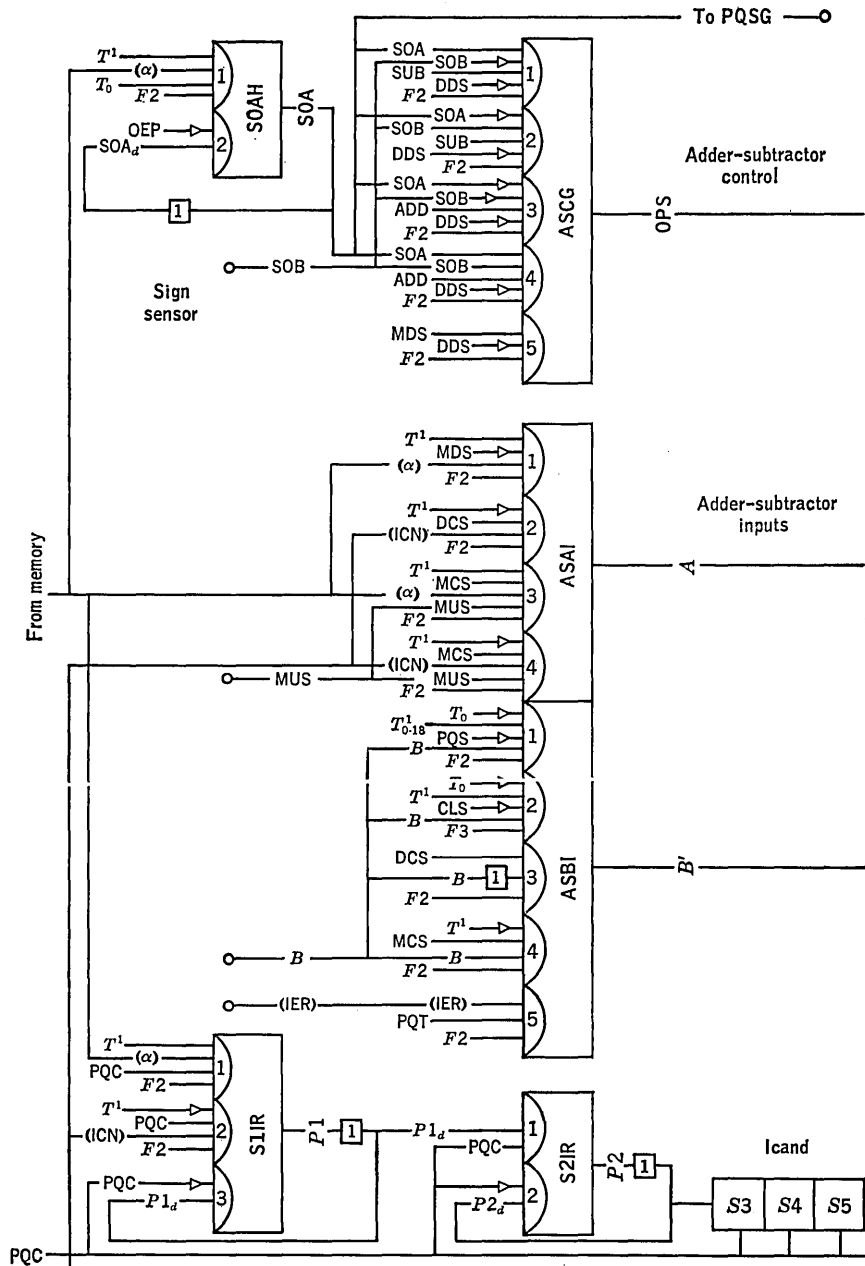 To PQSG
T¹
(α)
T₀
F2
1
OEP
SOA_d
2
SOAH
SOA
1
SOB
Sign
sensor
SOA
SOB
SUB
DDS
F2
1
SOA
SOB
SUB
DDS
F2
2
SOA
SOB
ADD
DDS
F2
3
SOA
SOB
ADD
DDS
F2
4
MDS
DDS
F2
5
ASCG
OPS
Adder-subtractor
control
From memory
T¹
MDS
(α)
F2
1
T¹
DCS
(ICN)
F2
2
T¹
MCS
(α)
MUS
F2
3
T¹
MCS
(ICN)
MUS
F2
4
MUS
ASAI
A
Adder-subtractor
inputs
T₀
T¹₀₋₁₈
PQS
B
F2
1
T¹
CLS
B
F3
2
DCS
B
1
F2
3
T¹
MCS
B
F2
4
B
(IER)
(IER)
PQT
F2
5
ASBI
B'
T¹
(α)
PQC
F2
1
T¹
PQC
(ICN)
F2
2
PQC
P1_d
3
S1IR
P1
1
P1_d
PQC
1
P2_d
2
S2IR
P2
1
Icand
S3 S4 S5
PQC